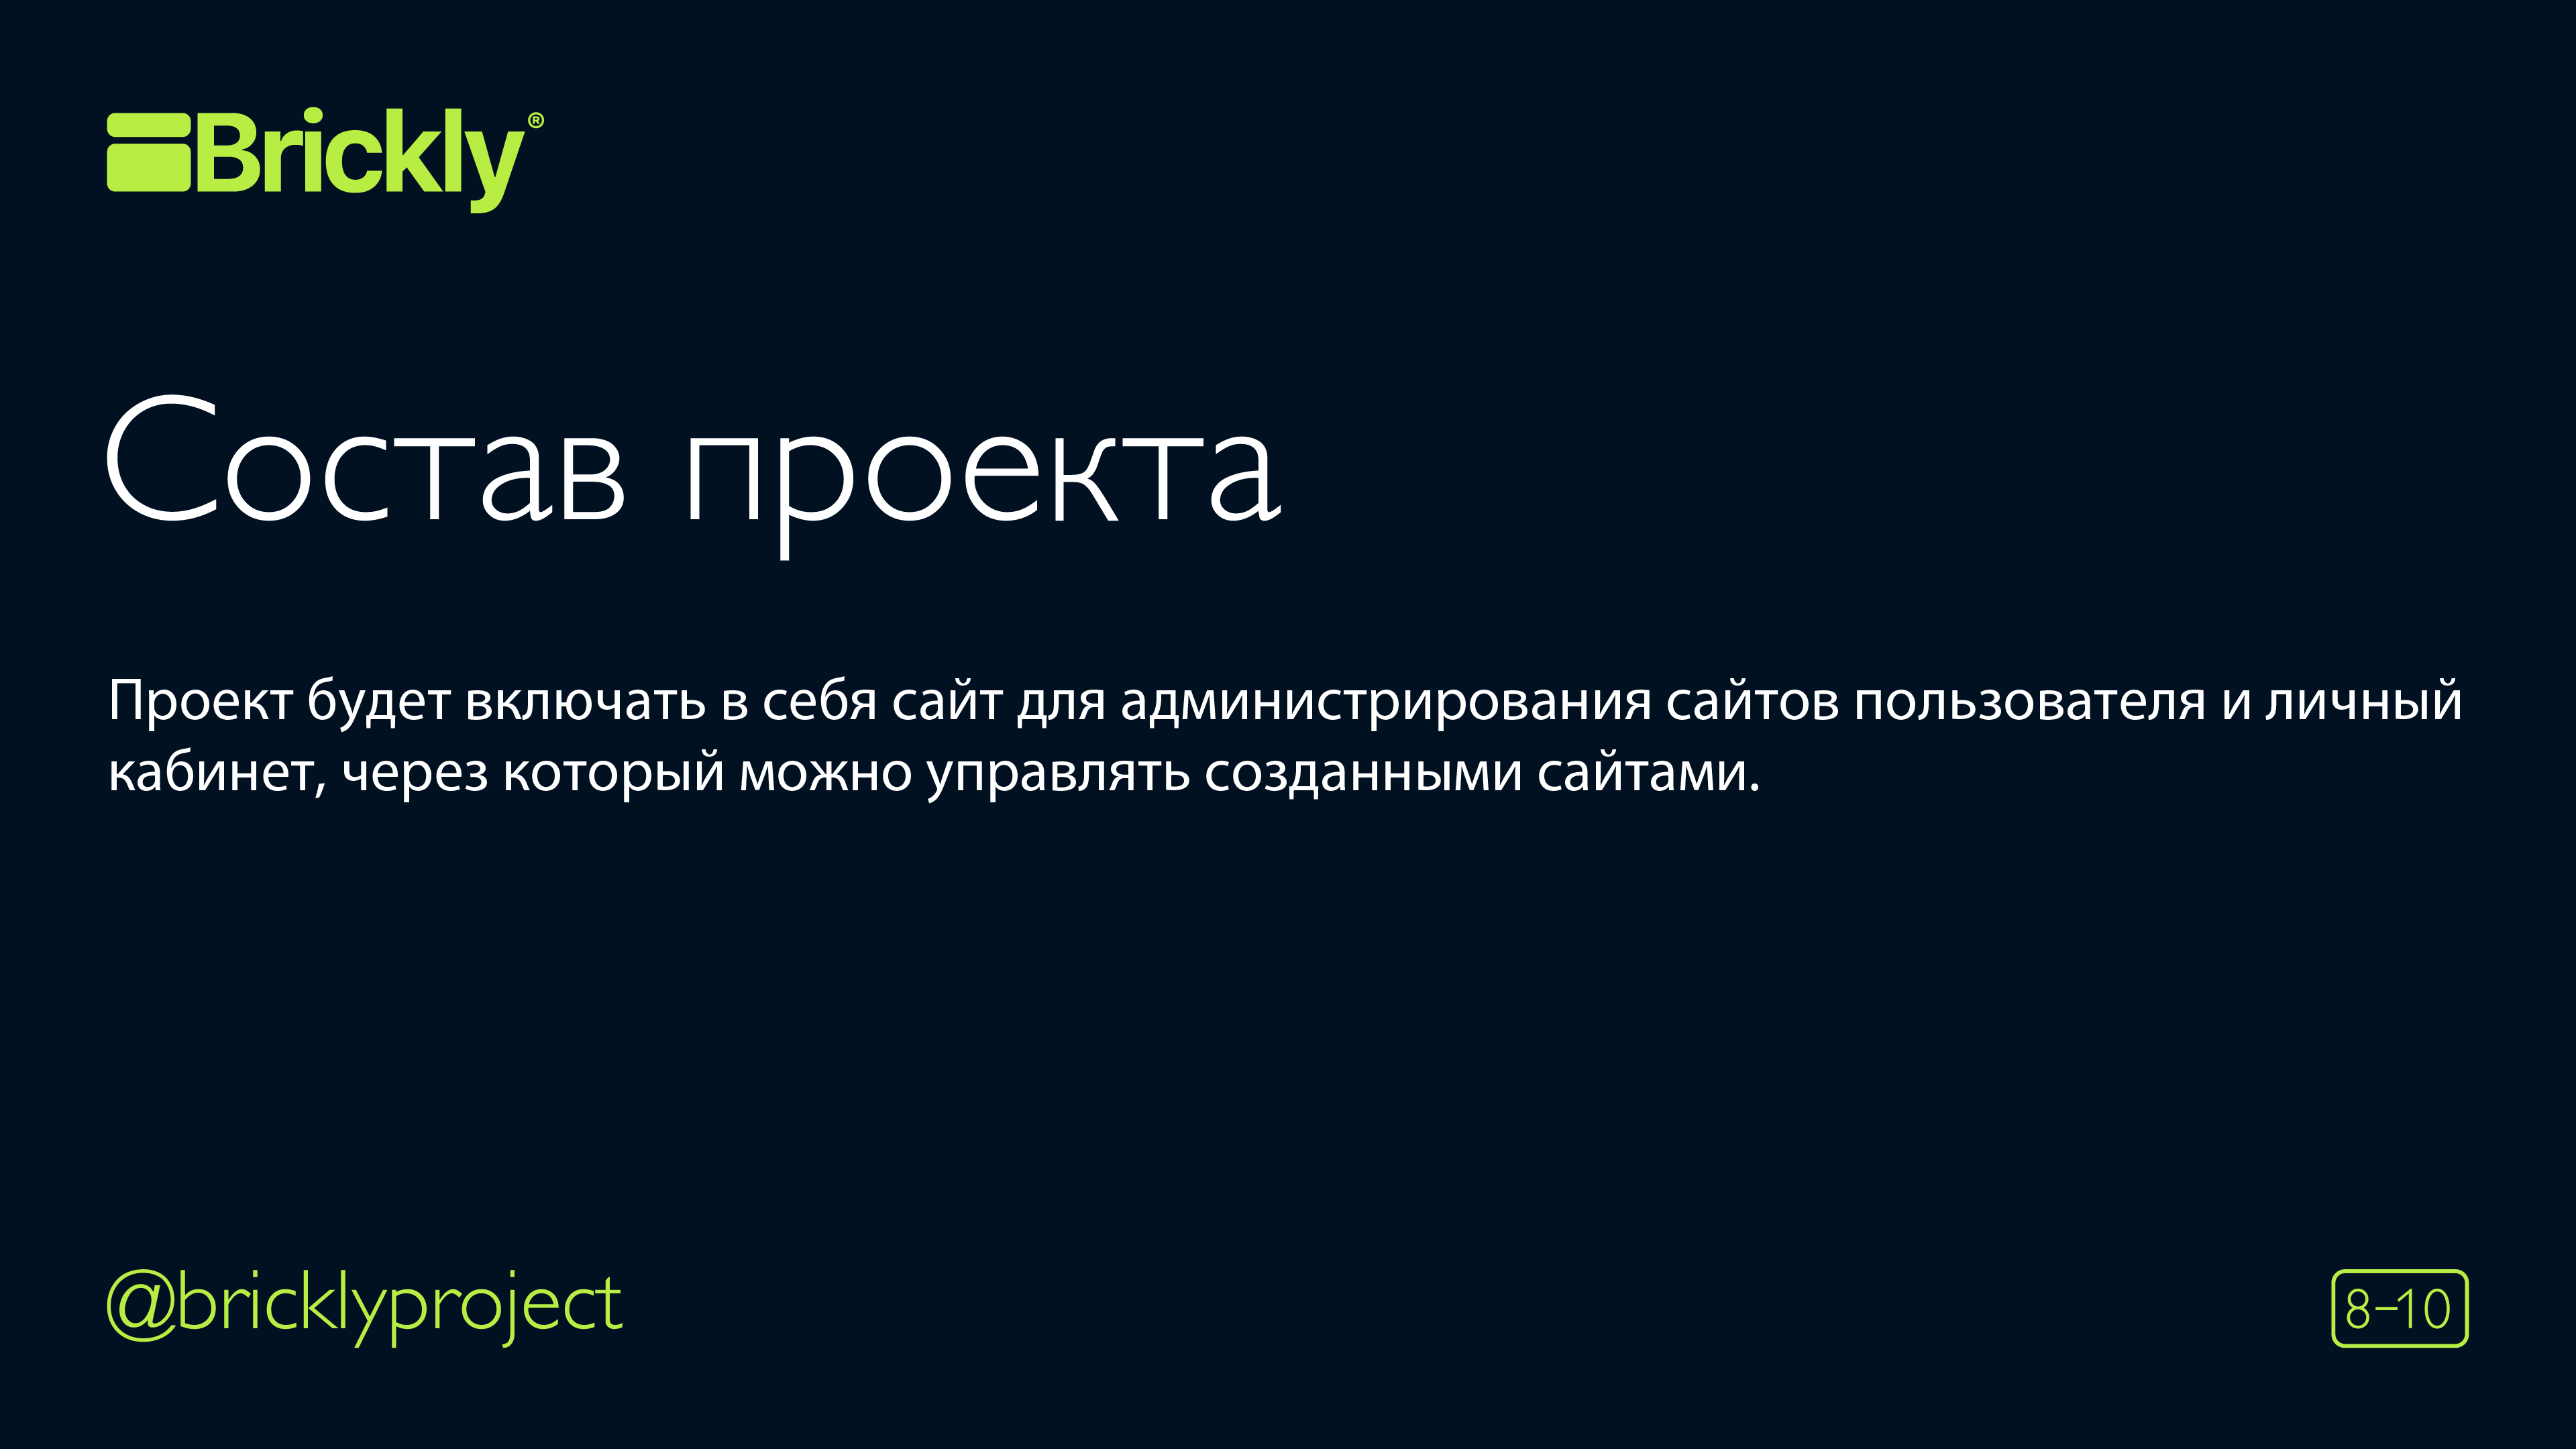 Brickly®
Состав проекта
Проект будет включать в себя сайт для администрирования сайтов пользователя и личный
кабинет, через который можно управлять созданными сайтами.
@bricklyproject
8–10